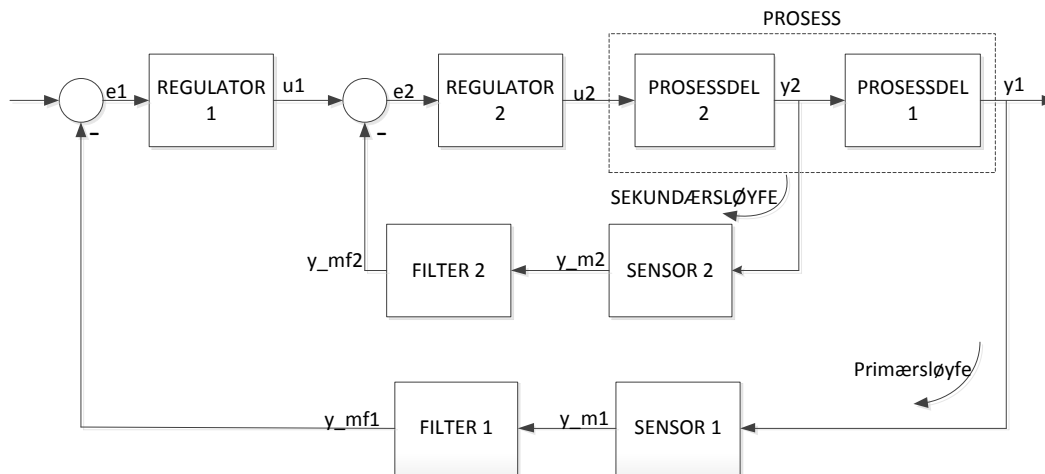 PROSESS
e1
REGULATOR
1
u1
e2
REGULATOR
2
u2
PROSESSDEL
2
y2
PROSESSDEL
1
y1
-
-
SEKUNDÆRSLØYFE
y_mf2
FILTER 2
y_m2
SENSOR 2
Primærsløyfe
y_mf1
FILTER 1
y_m1
SENSOR 1